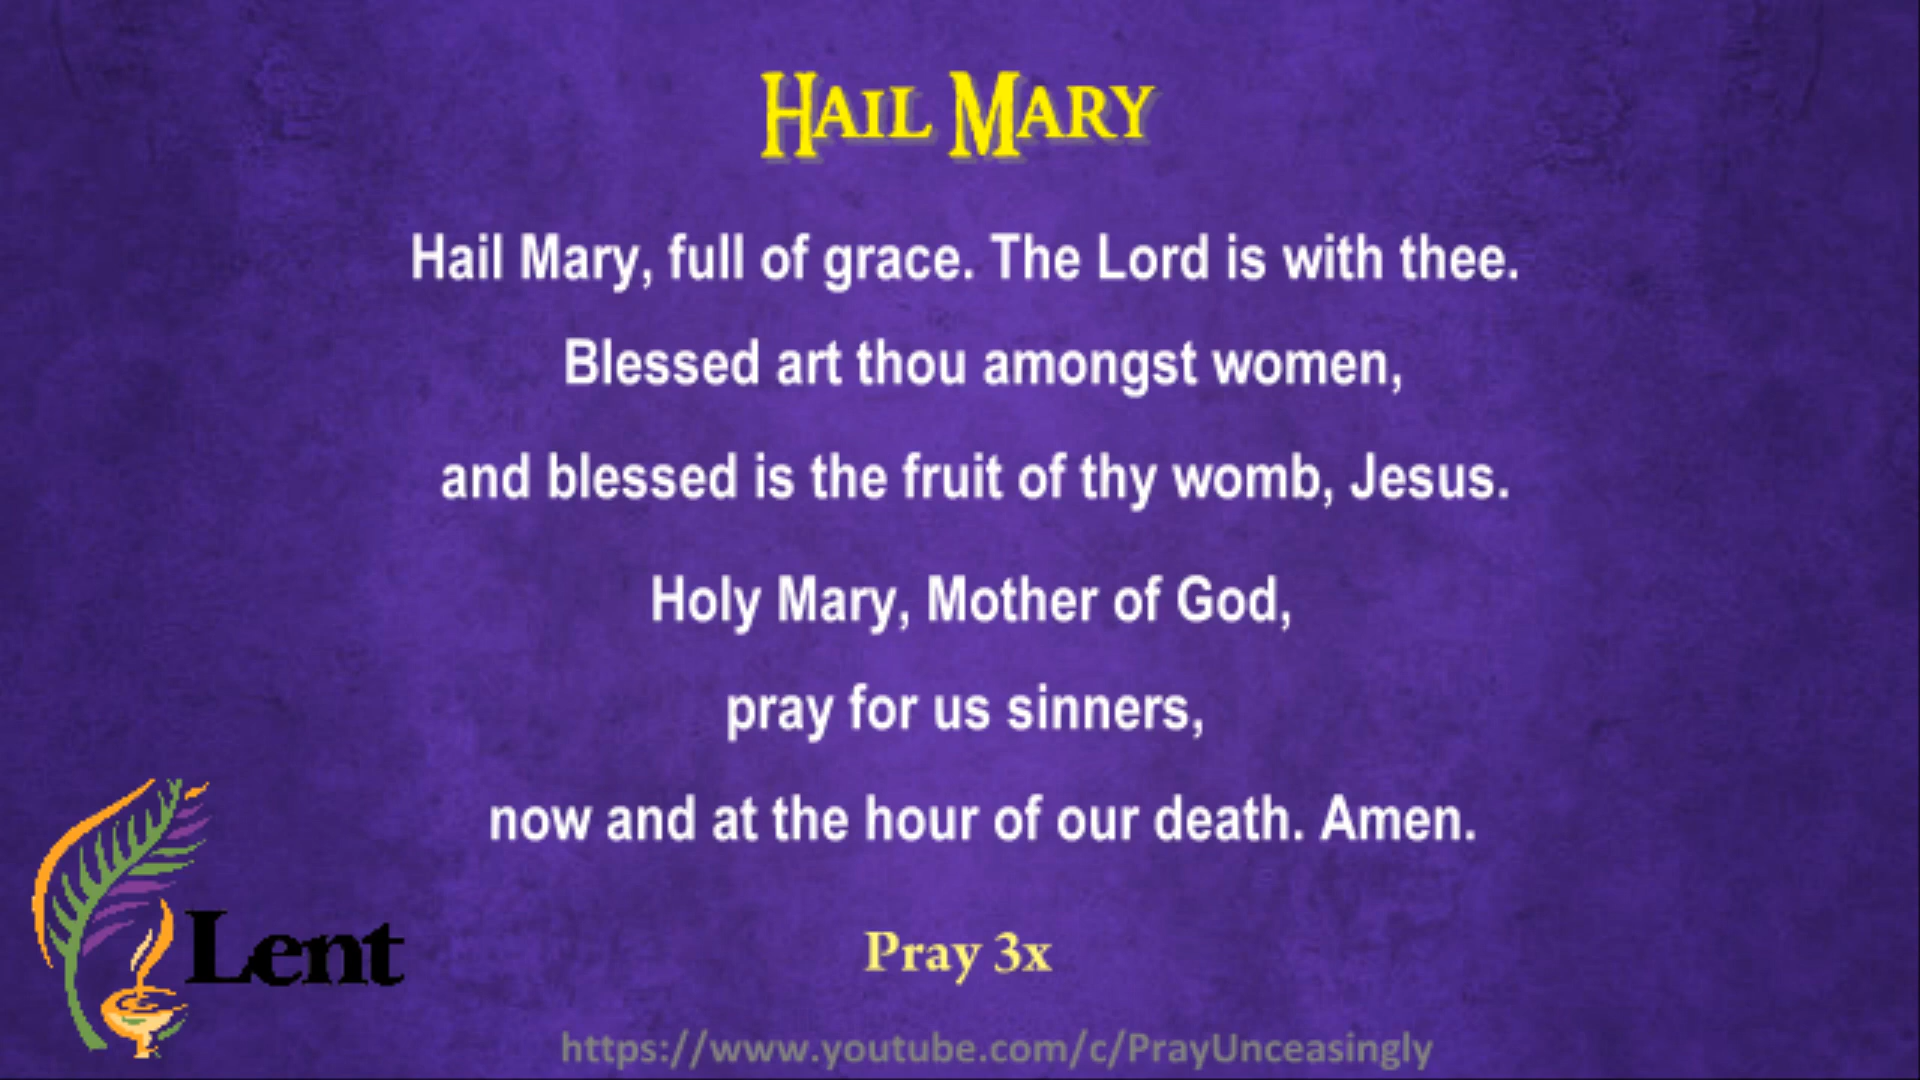 HAIL MARY
Hail Mary, full of grace. The Lord is with thee.
Blessed art thou amongst women,
and blessed is the fruit of thy womb, Jesus.
Holy Mary, Mother of God,
pray for us sinners,
now and at the hour of our death. Amen.
Lent
Pray 3x
https://www.youtube.com/c/PrayUnceasingly